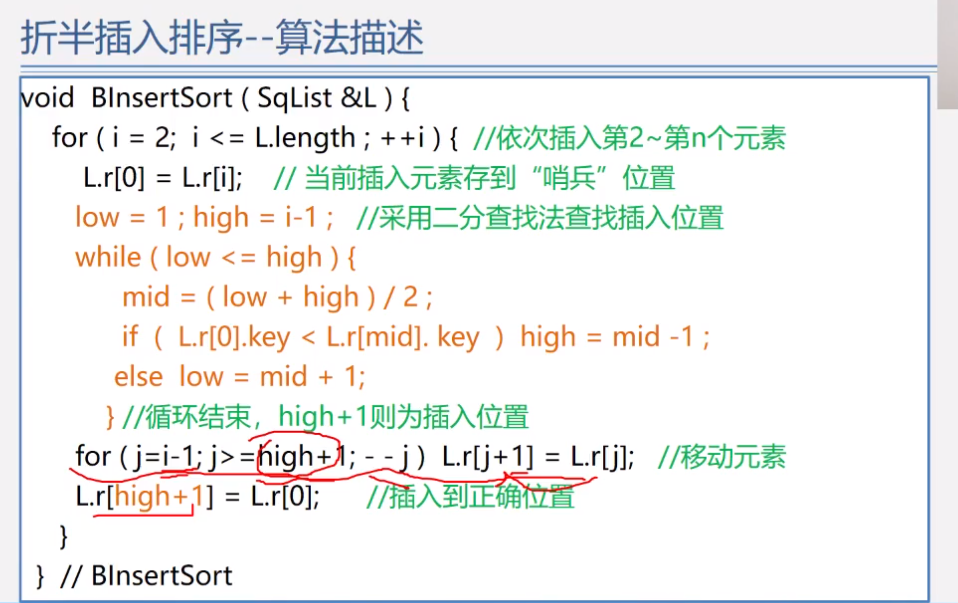 折半插入排序--算法描述
void BInsertSort ( SqList &L ) {
for ( i = 2; i <= L.length ; ++i ) { //依次插入第2~第n个元素
L.r[0] = L.r[i]; // 当前插入元素存到“哨兵”位置
low = 1 ; high = i-1 ; //采用二分查找法查找插入位置
while ( low <= high ) {
mid = ( low + high ) / 2 ;
if ( L.r[0].key < L.r[mid]. key ) high = mid -1 ;
else low = mid + 1;
} //循环结束，high+1则为插入位置
for ( j=i-1; j>=high+1; - - j ) L.r[j+1] = L.r[j]; //移动元素
L.r[high+1] = L.r[0]; //插入到正确位置
}
} // BInsertSort